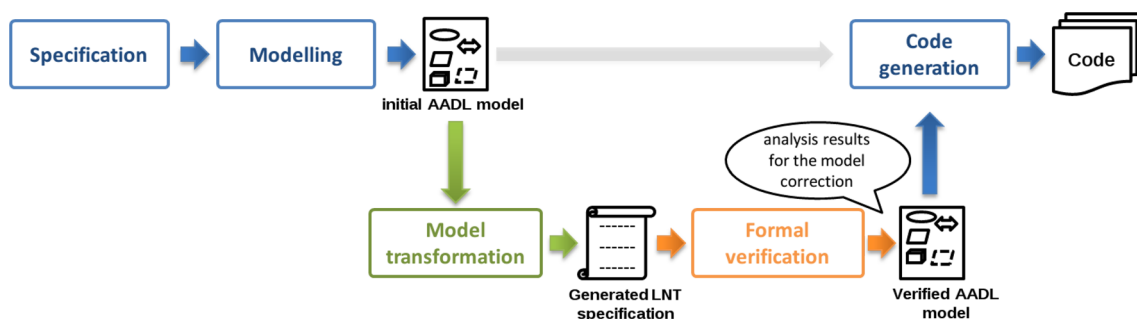 Specification
Modelling
initial AADL model
Code
generation
Code
analysis results
for the model
correction
Model
transformation
Generated LNT
specification
Formal
verification
Verified AADL
model